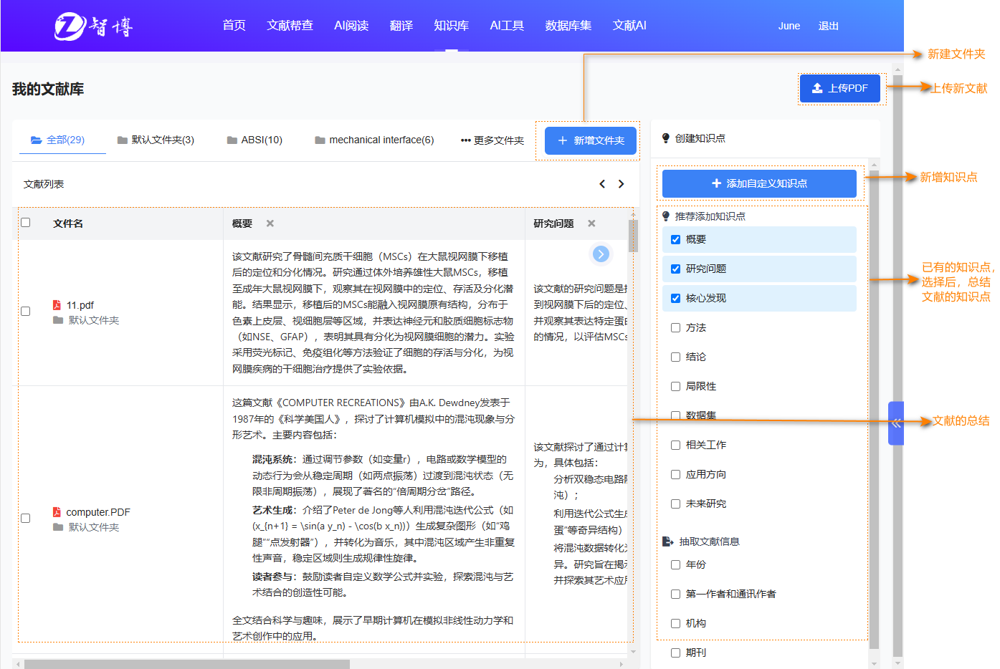 智博
首页 文献帮查 AI阅读 翻译 知识库 AI工具 数据库集 文献AI June 退出
新建文件夹
我的文献库
上传PDF
上传新文献
全部(29) 默认文件夹(3) ABSI(10) mechanical interface(6) ••• 更多文件夹 新增文件夹
创建知识点
文献列表
添加自定义知识点
新增知识点
文件名 概要 研究问题
11.pdf
默认文件夹
该文献研究了骨髓间充质干细胞（MSCs）在大鼠视网膜下移植
后的定位和分化情况。研究通过体外培养雄性大鼠MSCs，移植
至成年大鼠视网膜下，观察其在视网膜中的定位、存活及分化潜
能。结果显示，移植后的MSCs能融入视网膜原有结构，分布于
色素上皮层、视细胞层等区域，并表达神经元和胶质细胞标志物
（如NSE、GFAP），表明其具有分化为视网膜细胞的潜力。实验
采用荧光标记、免疫组化等方法验证了细胞的存活与分化，为视
网膜疾病的干细胞治疗提供了实验依据。
该文献的研究问题是
到视网膜下后的定位、
并观察其表达特定蛋
的情况，以评估MSCs
computer.PDF
默认文件夹
这篇文献《COMPUTER RECREATIONS》由A.K. Dewdney发表于
1987年的《科学美国人》，探讨了计算机模拟中的混沌现象与分
形艺术。主要内容包括：
混沌系统：通过调节参数（如变量r），电路或数学模型的
动态行为会从稳定周期（如两点振荡）过渡到混沌状态（无
限非周期振荡），展现了著名的“倍周期分岔”路径。
艺术生成：介绍了Peter de Jong等人利用混沌迭代公式（如
(x_{n+1} = \sin(a y_n) - \cos(b x_n))）生成复杂图形（如“鸡
腿”“点发射器”），并转化为音乐，其中混沌区域产生非重复
性声音，稳定区域则生成规律性旋律。
读者参与：鼓励读者自定义数学公式并实验，探索混沌与艺
术结合的创造性可能。
全文结合科学与趣味，展示了早期计算机在模拟非线性动力学和
艺术创作中的应用。
该文献探讨了通过计
为，具体包括：
分析双稳态电路
沌）；
利用迭代公式生
蛋”等奇异结构）
将混沌数据转化
异。研究旨在揭
并探索其艺术应
推荐添加知识点
概要
研究问题
核心发现
方法
结论
局限性
数据集
相关工作
应用方向
未来研究
抽取文献信息
年份
第一作者和通讯作者
机构
期刊
已有的知识点，
选择后，总结
文献的知识点
文献的总结